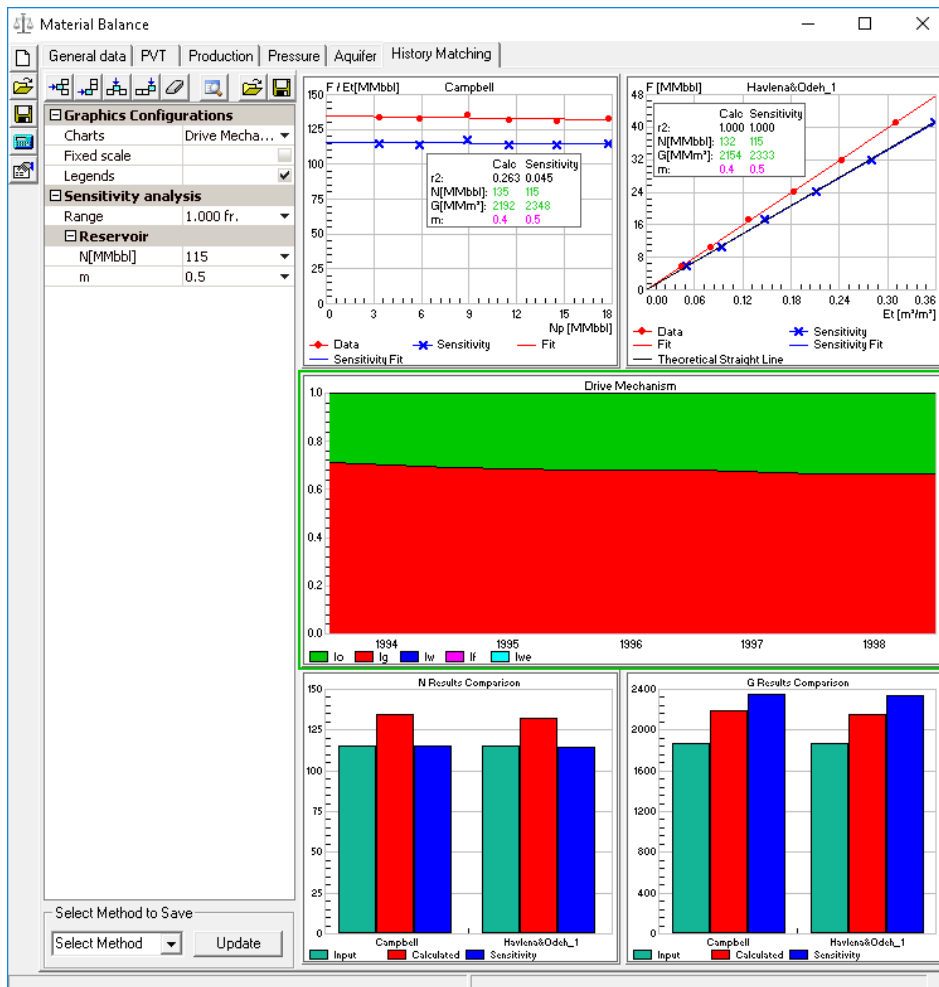 Material Balance
General data PVT Production Pressure Aquifer History Matching
Graphics Configurations
Charts Drive Mecha...
Fixed scale
Legends
Sensitivity analysis
Range 1.000 fr.
Reservoir
N[MMbbl] 115
m 0.5
Select Method to Save
Select Method Update
F / Et[MMbbl] Campbell
150
125
100
75
50
25
0
0 3 6 9 12 15 18
Np [MMbbl]
Calc Sensitivity
r2: 0.263 0.045
N[MMbbl]: 135 115
G[MMm³]: 2192 2348
m: 0.4 0.5
Data Sensitivity Fit
Sensitivity Fit
F [MMbbl] Havlena&Odeh_1
48
40
32
24
16
8
0
0.00 0.06 0.12 0.18 0.24 0.30 0.36
Et [m³/m³]
Calc Sensitivity
r2: 1.000 1.000
N[MMbbl]: 132 115
G[MMm³]: 2154 2333
m: 0.4 0.5
Data Sensitivity
Fit Sensitivity Fit
Theoretical Straight Line
Drive Mechanism
1.0
0.8
0.6
0.4
0.2
0.0
1994 1995 1996 1997 1998
Io Ig Iw If Iwe
N Results Comparison
150
125
100
75
50
25
0
Campbell Havlena&Odeh_1
Input Calculated Sensitivity
G Results Comparison
2400
2000
1600
1200
800
400
0
Campbell Havlena&Odeh_1
Input Calculated Sensitivity